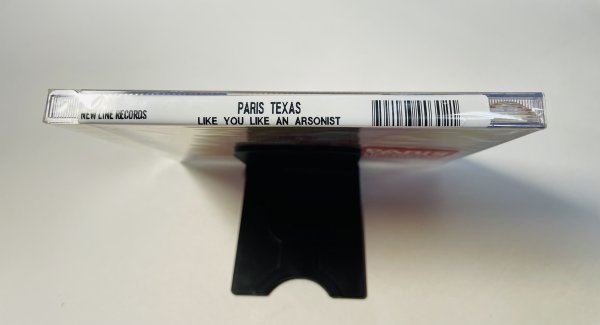 NEW LINE RECORDS
PARIS TEXAS
LIKE YOU LIKE AN ARSONIST